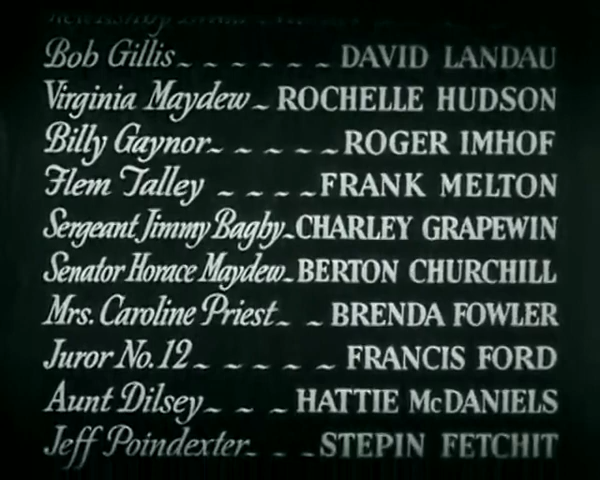 Bob Gillis~ ~ ~ ~ ~ ~ DAVID LANDAU
Virginia Maydew~ ROCHELLE HUDSON
Billy Gaynor~ ~ ~ ~ ~ ROGER IMHOF
Flem Talley ~ ~ ~ ~ FRANK MELTON
Sergeant Jimmy Bagby~ CHARLEY GRAPEWIN
Senator Horace Maydew~ BERTON CHURCHILL
Mrs. Caroline Priest~ ~ BRENDA FOWLER
Juror No. 12~ ~ ~ ~ ~ FRANCIS FORD
Aunt Dilsey~ ~ ~ HATTIE McDANIELS
Jeff Poindexter~ ~ ~ STEPIN FETCHIT